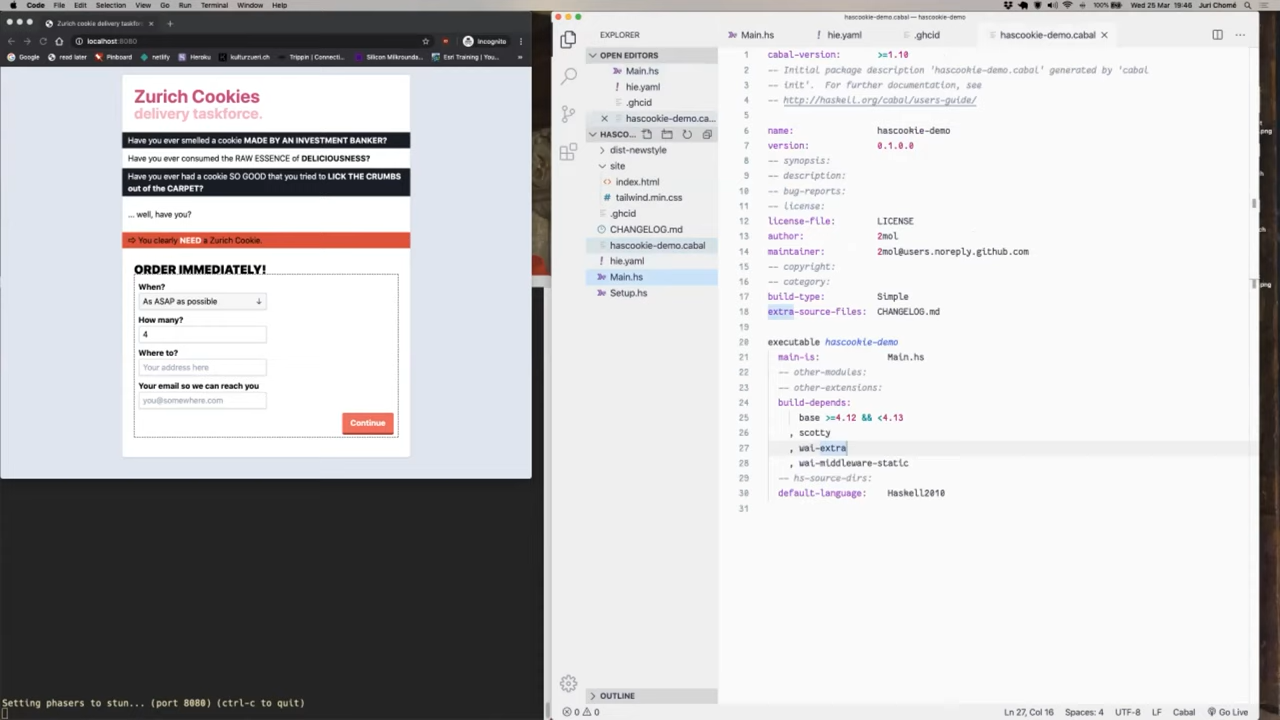 Code File Edit Selection View Go Run Terminal Window Help
100% Wed 25 Mar 19:46 Juri Chomé
Zurich cookie delivery taskforc
localhost:8080
Incognito
Google read later Pinboard netlify Heroku kulturzueri.ch Trippin | Connecti... Silicon Milkrounda... Esri Training | You... »
Zurich Cookies
delivery taskforce.
Have you ever smelled a cookie MADE BY AN INVESTMENT BANKER?
Have you ever consumed the RAW ESSENCE of DELICIOUSNESS?
Have you ever had a cookie SO GOOD that you tried to LICK THE CRUMBS
out of the CARPET?
... well, have you?
⇨ You clearly NEED a Zurich Cookie.
ORDER IMMEDIATELY!
When?
As ASAP as possible
How many?
4
Where to?
Your address here
Your email so we can reach you
you@somewhere.com
Continue
Setting phasers to stun... (port 8080) (ctrl-c to quit)
hascookie-demo.cabal — hascookie-demo
EXPLORER
OPEN EDITORS
Main.hs
! hie.yaml
.ghcid
hascookie-demo.ca...
HASCO...
dist-newstyle
site
<> index.html
# tailwind.min.css
.ghcid
CHANGELOG.md
hascookie-demo.cabal
! hie.yaml
Main.hs
Setup.hs
OUTLINE
Main.hs ! hie.yaml .ghcid hascookie-demo.cabal
1 cabal-version: >=1.10
2 -- Initial package description 'hascookie-demo.cabal' generated by 'cabal
3 -- init'. For further documentation, see
4 -- http://haskell.org/cabal/users-guide/
5
6 name: hascookie-demo
7 version: 0.1.0.0
8 -- synopsis:
9 -- description:
10 -- bug-reports:
11 -- license:
12 license-file: LICENSE
13 author: 2mol
14 maintainer: 2mol@users.noreply.github.com
15 -- copyright:
16 -- category:
17 build-type: Simple
18 extra-source-files: CHANGELOG.md
19
20 executable hascookie-demo
21 main-is: Main.hs
22 -- other-modules:
23 -- other-extensions:
24 build-depends:
25 base >=4.12 && <4.13
26 , scotty
27 , wai-extra
28 , wai-middleware-static
29 -- hs-source-dirs:
30 default-language: Haskell2010
31
0 0 Ln 27, Col 16 Spaces: 4 UTF-8 LF Cabal Go Live
png
png